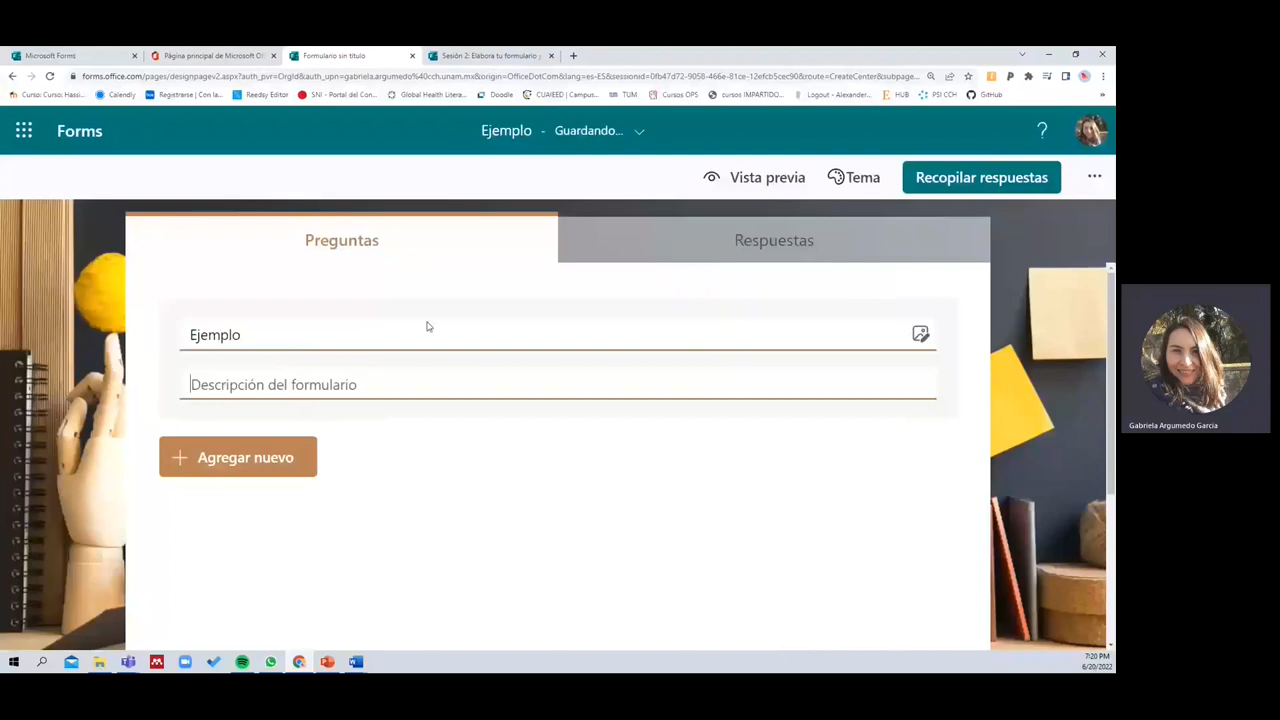 Microsoft Forms
Página principal de Microsoft Of
Formulario sin título
Sesión 2: Elabora tu formulario y
forms.office.com/pages/designpagev2.aspx?auth_pvr=OrgId&auth_upn=gabriela.argumedo%40cch.unam.mx&origin=OfficeDotCom&lang=es-ES&sessionid=0fb47d72-9058-466e-81ce-12efcb5cec90&route=CreateCenter&subpage...
Curso: Curso: Hassi...
Calendly
Registrarse | Con la...
Reedsy Editor
SNI - Portal del Con...
Global Health Litera...
Doodle
CUAIEED | Campus...
TUM
Cursos OPS
cursos IMPARTIDO...
Logout - Alexander...
HUB
PSI CCH
GitHub
»
Forms
Ejemplo - Guardando...
?
Vista previa
Tema
Recopilar respuestas
Preguntas
Respuestas
Ejemplo
Descripción del formulario
+ Agregar nuevo
Gabriela Argumedo Garcia
7:20 PM
6/20/2022